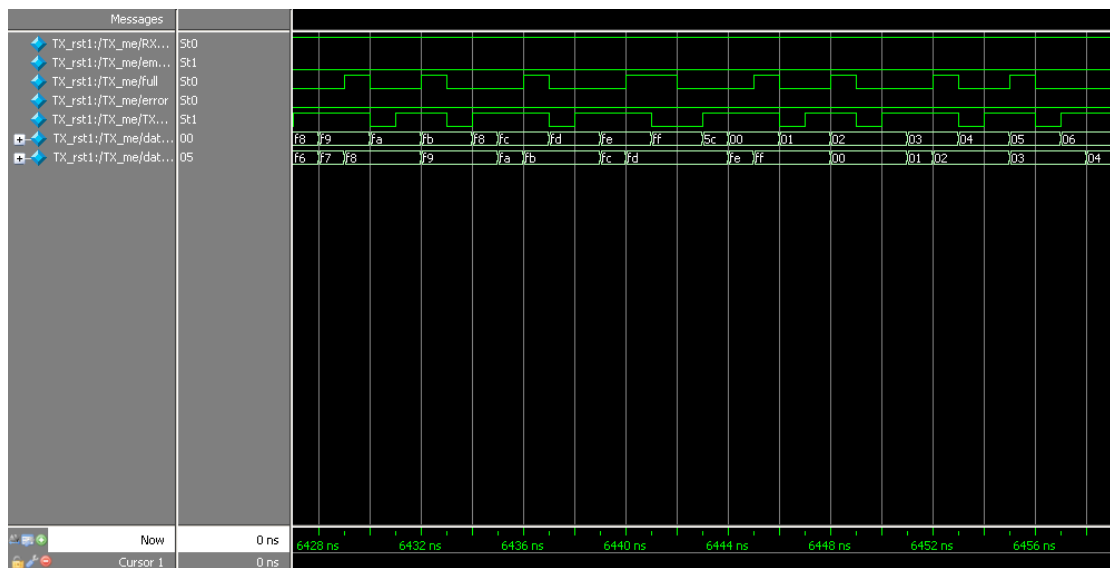 Messages
TX_rst1:/TX_me/RX... St0
TX_rst1:/TX_me/em... St1
TX_rst1:/TX_me/full St0
TX_rst1:/TX_me/error St0
TX_rst1:/TX_me/TX... St1
TX_rst1:/TX_me/dat... 00 f8 f9 fa fb f8 fc fd fe ff 5c 00 01 02 03 04 05 06
TX_rst1:/TX_me/dat... 05 f6 f7 f8 f9 fa fb fc fd fe ff 00 01 02 03 04
Now 0 ns 6428 ns 6432 ns 6436 ns 6440 ns 6444 ns 6448 ns 6452 ns 6456 ns
Cursor 1 0 ns